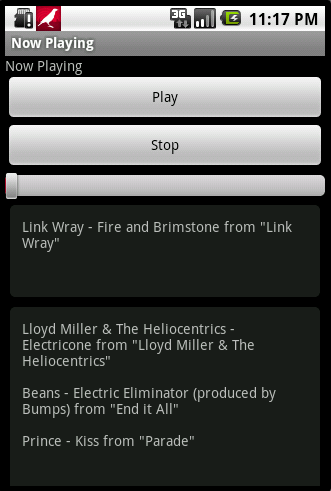 3G 11:17 PM
Now Playing
Now Playing
Play
Stop
Link Wray - Fire and Brimstone from "Link
Wray"
Lloyd Miller & The Heliocentrics -
Electricone from "Lloyd Miller & The
Heliocentrics"
Beans - Electric Eliminator (produced by
Bumps) from "End it All"
Prince - Kiss from "Parade"